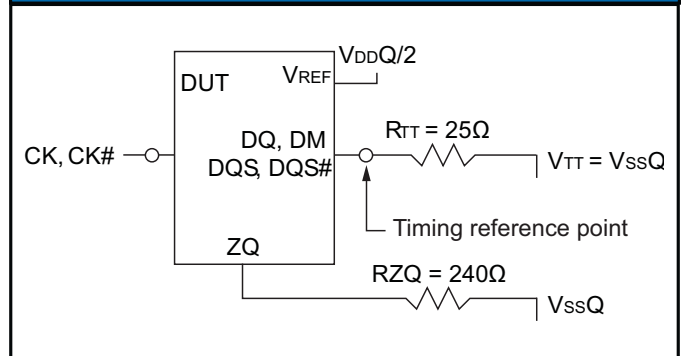 VDDQ/2
DUT
VREF
RTT = 25Ω
CK, CK#
DQ, DM
DQS, DQS#
VTT = VSSQ
Timing reference point
ZQ
RZQ = 240Ω
VSSQ